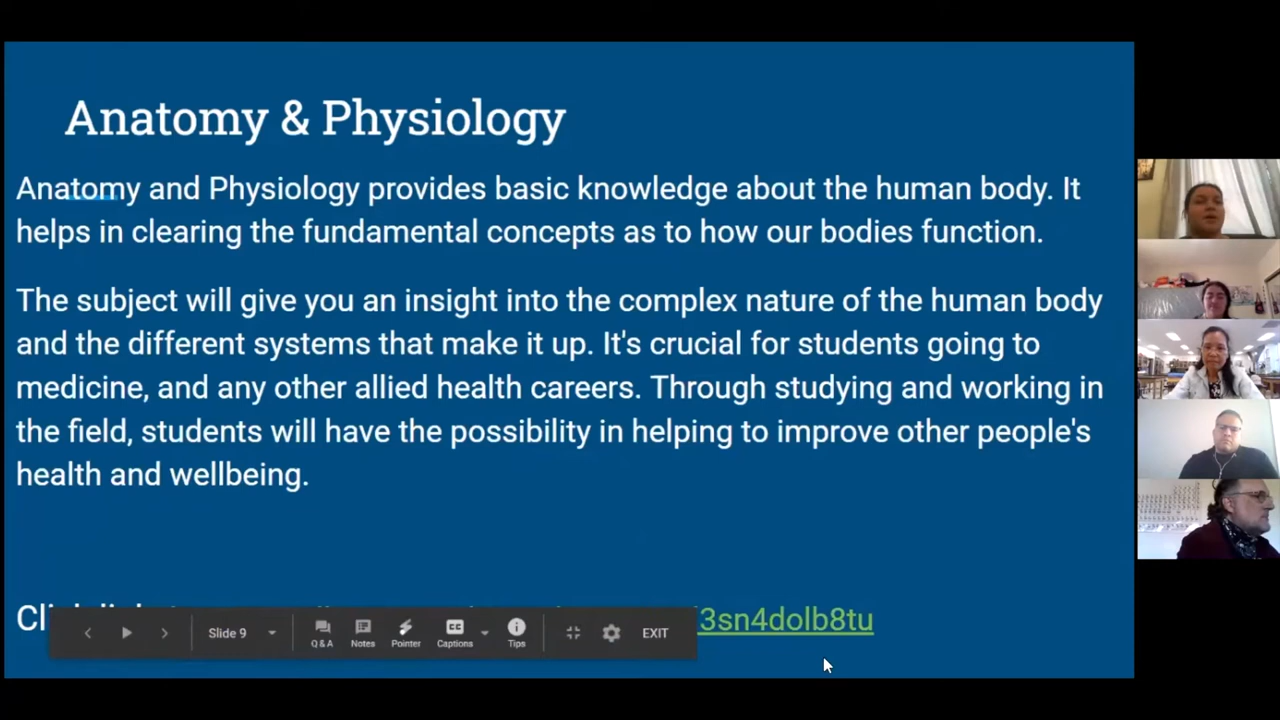 Anatomy & Physiology
Anatomy and Physiology provides basic knowledge about the human body. It
helps in clearing the fundamental concepts as to how our bodies function.
The subject will give you an insight into the complex nature of the human body
and the different systems that make it up. It's crucial for students going to
medicine, and any other allied health careers. Through studying and working in
the field, students will have the possibility in helping to improve other people's
health and wellbeing.
3sn4dolb8tu
Slide 9
Q & A
Notes
Pointer
CC
Captions
Tips
EXIT